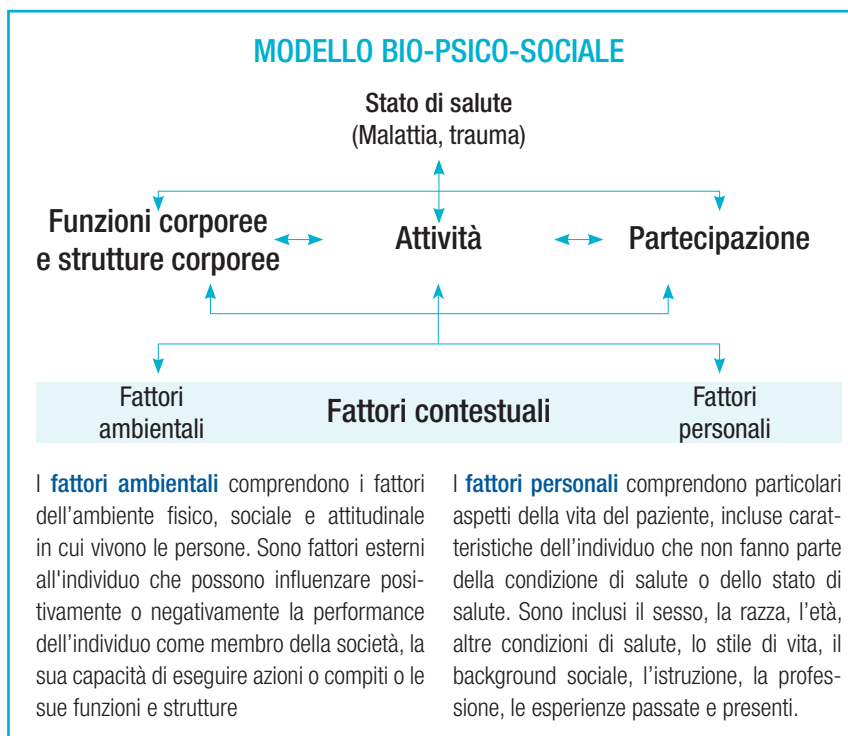 MODELLO BIO-PSICO-SOCIALE
Stato di salute
(Malattia, trauma)
Funzioni corporee
e strutture corporee
Attività
Partecipazione
Fattori
ambientali
Fattori contestuali
Fattori
personali
I fattori ambientali comprendono i fattori
dell’ambiente fisico, sociale e attitudinale
in cui vivono le persone. Sono fattori esterni
all'individuo che possono influenzare posi-
tivamente o negativamente la performance
dell’individuo come membro della società, la
sua capacità di eseguire azioni o compiti o le
sue funzioni e strutture
I fattori personali comprendono particolari
aspetti della vita del paziente, incluse carat-
teristiche dell’individuo che non fanno parte
della condizione di salute o dello stato di
salute. Sono inclusi il sesso, la razza, l’età,
altre condizioni di salute, lo stile di vita, il
background sociale, l’istruzione, la profes-
sione, le esperienze passate e presenti.